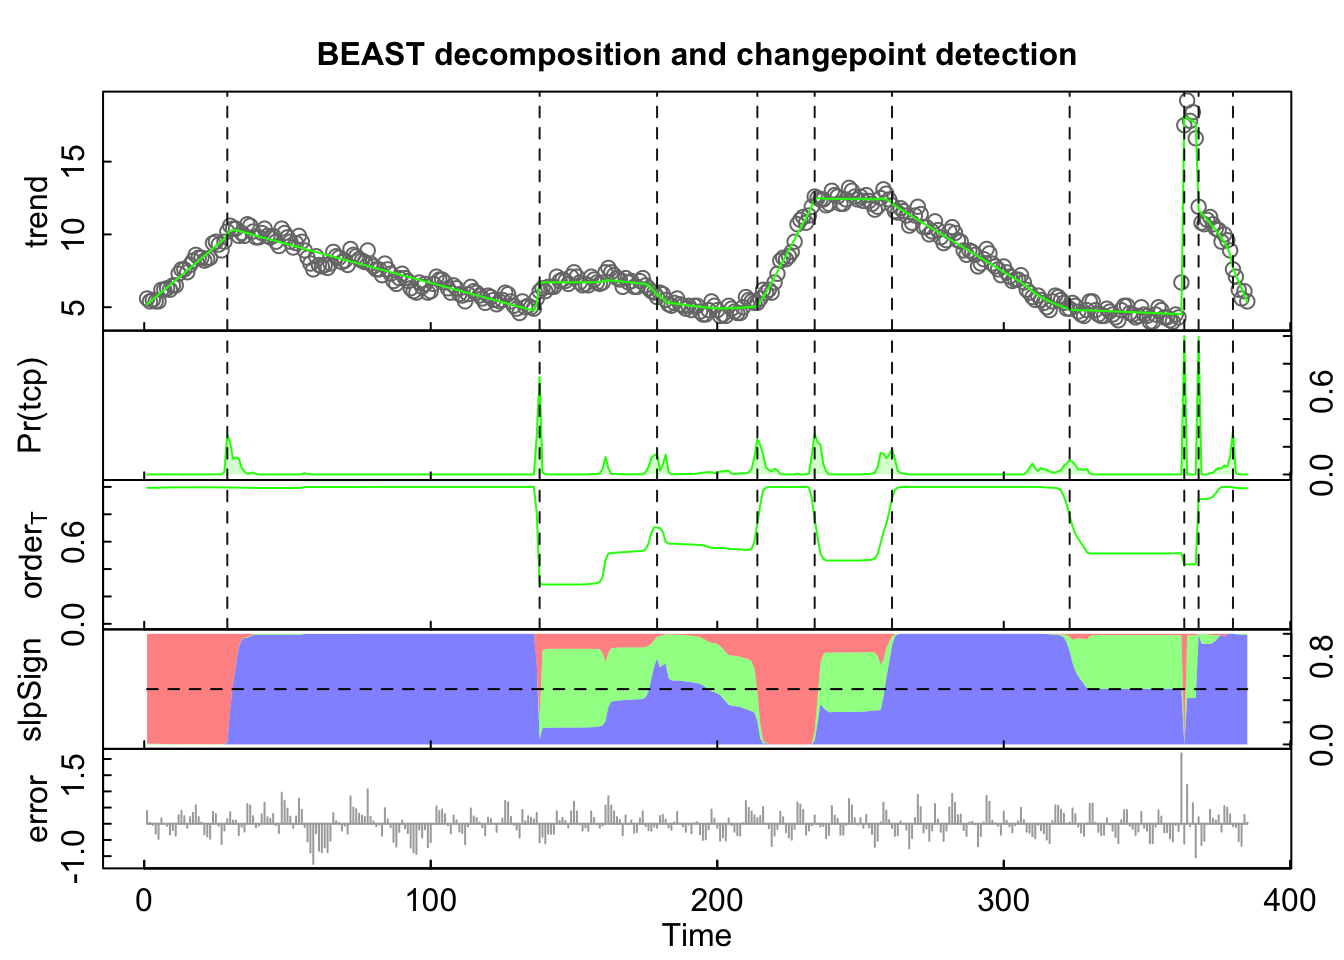 BEAST decomposition and changepoint detection
trend
5 10 15
Pr(tcp)
0.0 0.6
orderT
0.0 0.6
slpSign
0.0 0.8
error
-1.0 1.5
0 100 200 300 400
Time